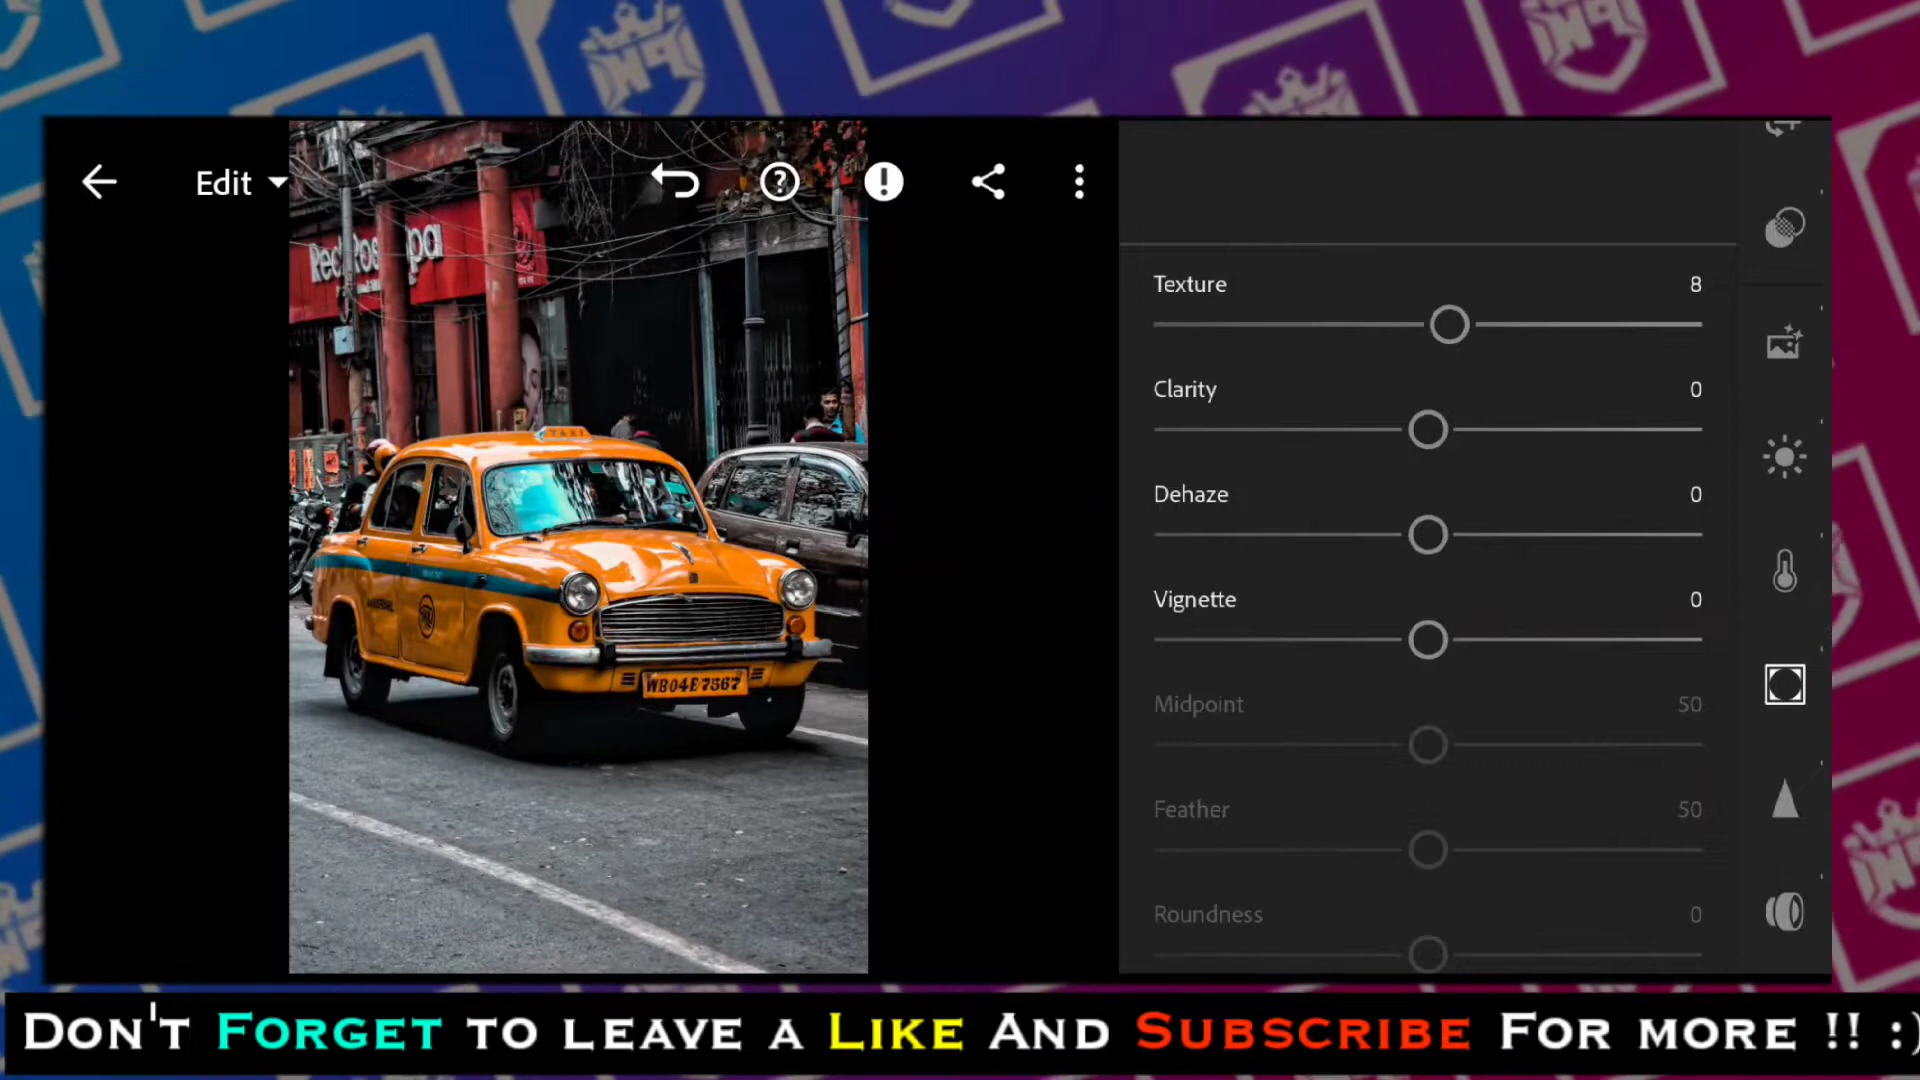 Edit
Texture 8
Clarity 0
Dehaze 0
Vignette 0
Midpoint 50
Feather 50
Roundness 0
TAXI
WB04E7567
Don't Forget to leave a Like And Subscribe For more !! :)